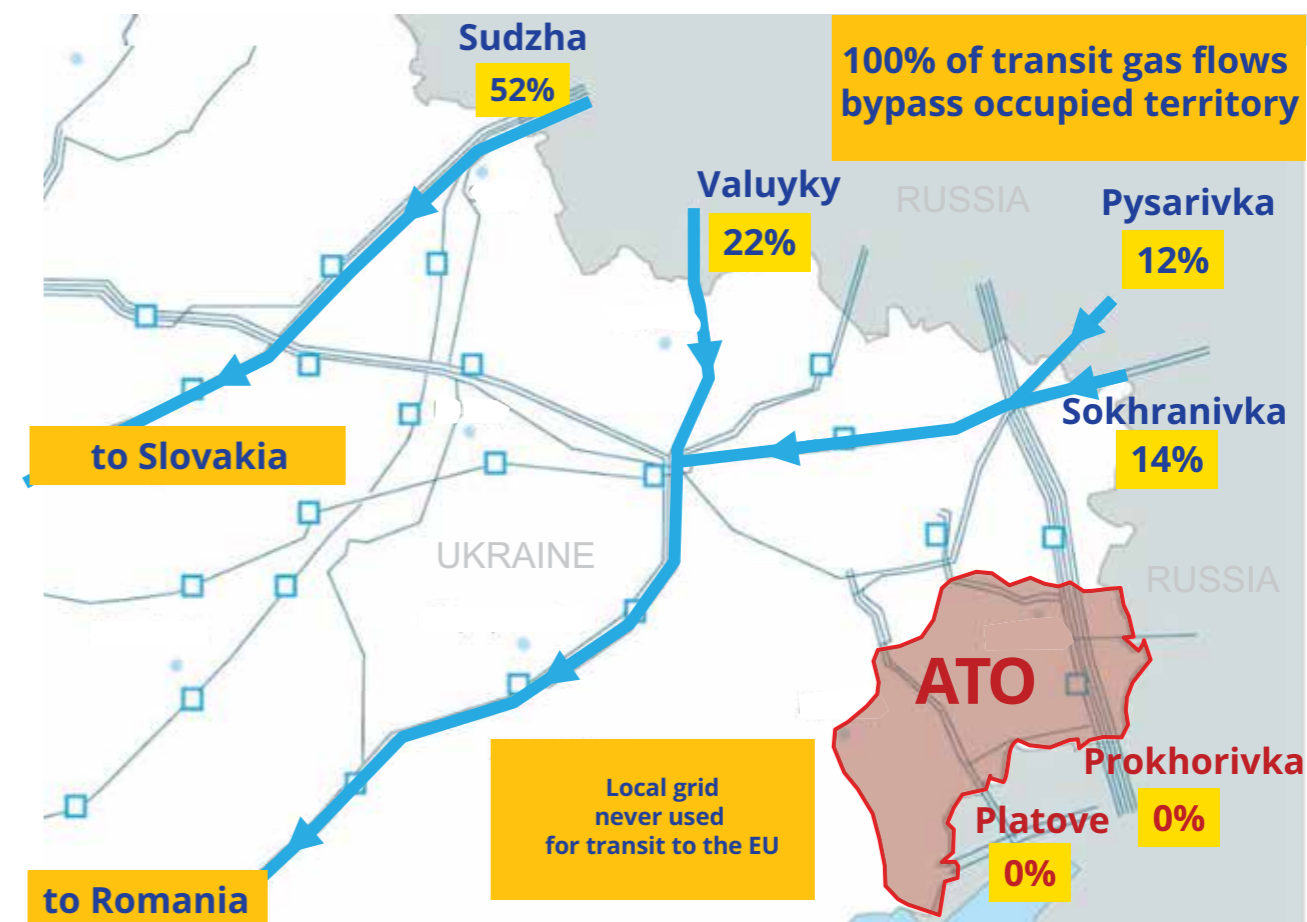 Sudzha
52%
100% of transit gas flows
bypass occupied territory
Valuyky
22%
RUSSIA
Pysarivka
12%
Sokhranivka
14%
to Slovakia
UKRAINE
RUSSIA
ATO
Prokhorivka
0%
Platove
0%
Local grid
never used
for transit to the EU
to Romania